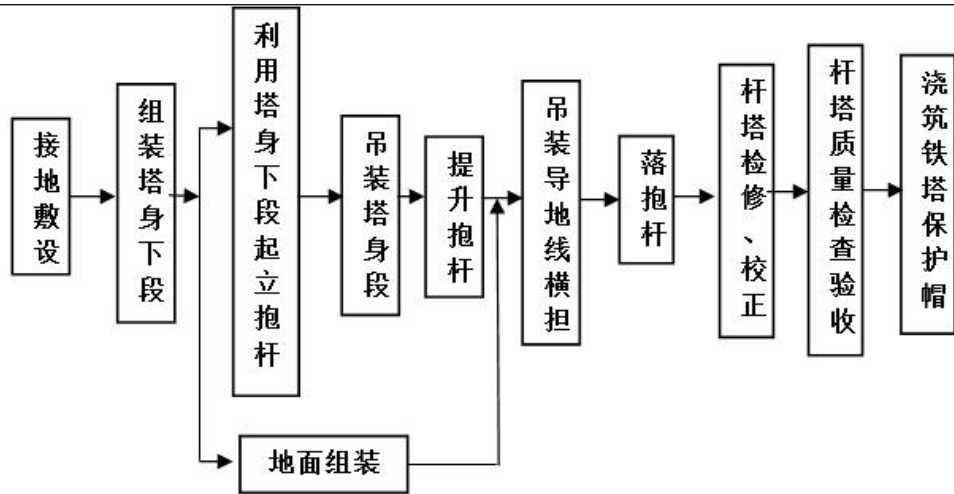 接地敷设
组装塔身下段
利用塔身下段起立抱杆
吊装塔身段
提升抱杆
吊装导地线横担
落抱杆
杆塔检修、校正
杆塔质量检查验收
浇筑铁塔保护帽
地面组装